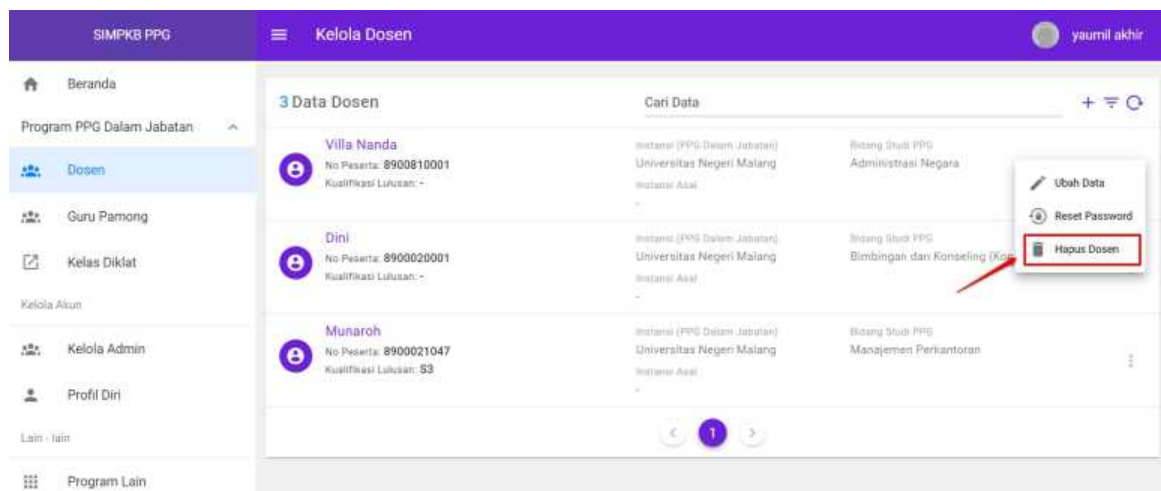 SIMPKB PPG
Kelola Dosen
yaumil akhir
Beranda
Program PPG Dalam Jabatan
Dosen
Guru Pamong
Kelas Diklat
Kelola Akun
Kelola Admin
Profil Diri
Lain - lain
Program Lain
3 Data Dosen
Cari Data
Villa Nanda
No Peserta: 8900810001
Kualifikasi Lulusan: -
Instansi (PPG Dalam Jabatan)
Universitas Negeri Malang
Instansi Asal
-
Bidang Studi PPG
Administrasi Negara
Ubah Data
Reset Password
Hapus Dosen
Dini
No Peserta: 8900020001
Kualifikasi Lulusan: -
Instansi (PPG Dalam Jabatan)
Universitas Negeri Malang
Instansi Asal
-
Bidang Studi PPG
Bimbingan dan Konseling (Kon
Munaroh
No Peserta: 8900021047
Kualifikasi Lulusan: S3
Instansi (PPG Dalam Jabatan)
Universitas Negeri Malang
Instansi Asal
-
Bidang Studi PPG
Manajemen Perkantoran
1